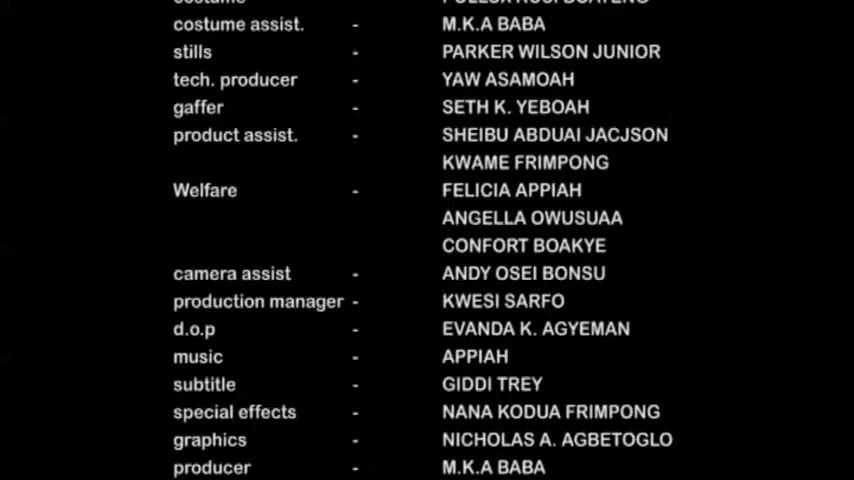 costume assist. - M.K.A BABA
stills - PARKER WILSON JUNIOR
tech. producer - YAW ASAMOAH
gaffer - SETH K. YEBOAH
product assist. - SHEIBU ABDUAI JACJSON
KWAME FRIMPONG
Welfare - FELICIA APPIAH
ANGELLA OWUSUAA
CONFORT BOAKYE
camera assist - ANDY OSEI BONSU
production manager - KWESI SARFO
d.o.p - EVANDA K. AGYEMAN
music - APPIAH
subtitle - GIDDI TREY
special effects - NANA KODUA FRIMPONG
graphics - NICHOLAS A. AGBETOGLO
producer - M.K.A BABA